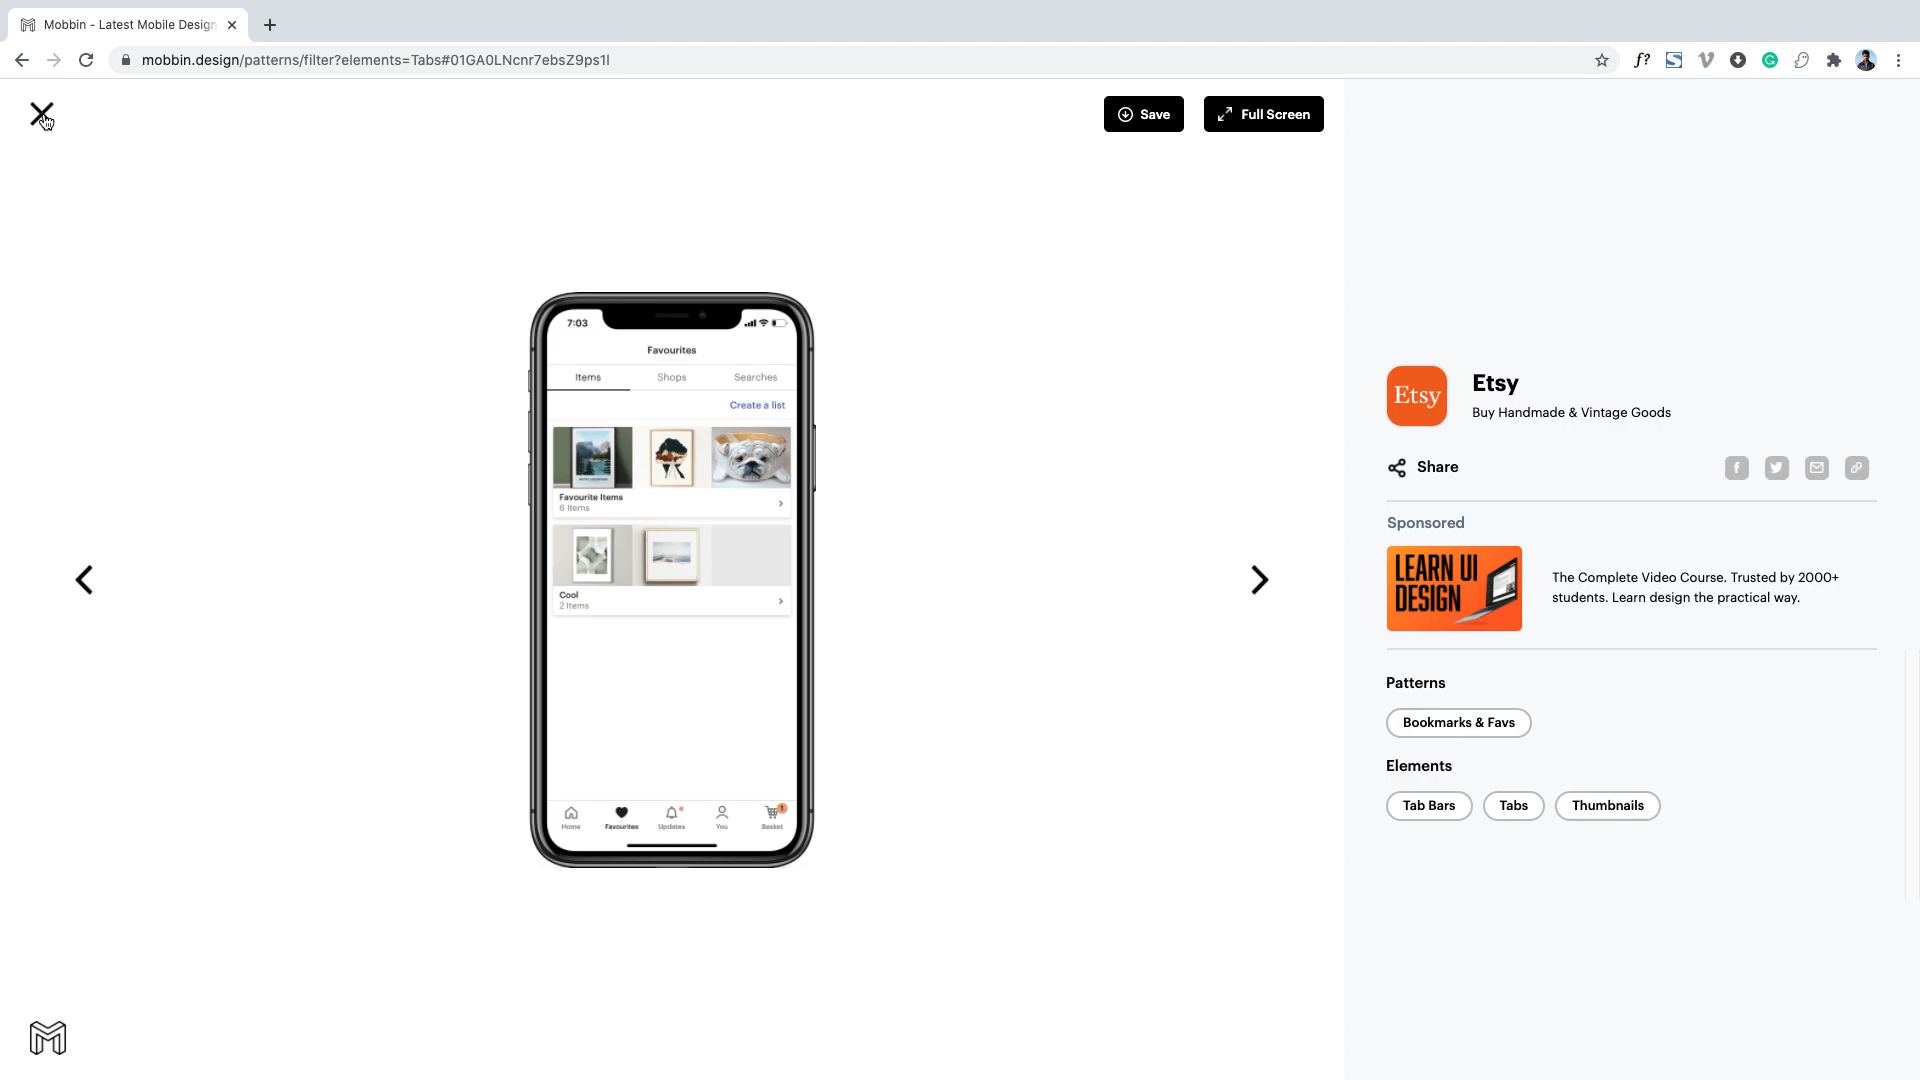 Mobbin - Latest Mobile Design
mobbin.design/patterns/filter?elements=Tabs#01GA0LNcnr7ebsZ9ps1l
f?
Save
Full Screen
7:03
Favourites
Items
Shops
Searches
Create a list
Favourite Items
6 Items
Cool
2 Items
Home
Favourites
Updates
You
Basket
1
Etsy
Etsy
Buy Handmade & Vintage Goods
Share
Sponsored
LEARN UI
DESIGN
The Complete Video Course. Trusted by 2000+
students. Learn design the practical way.
Patterns
Bookmarks & Favs
Elements
Tab Bars
Tabs
Thumbnails